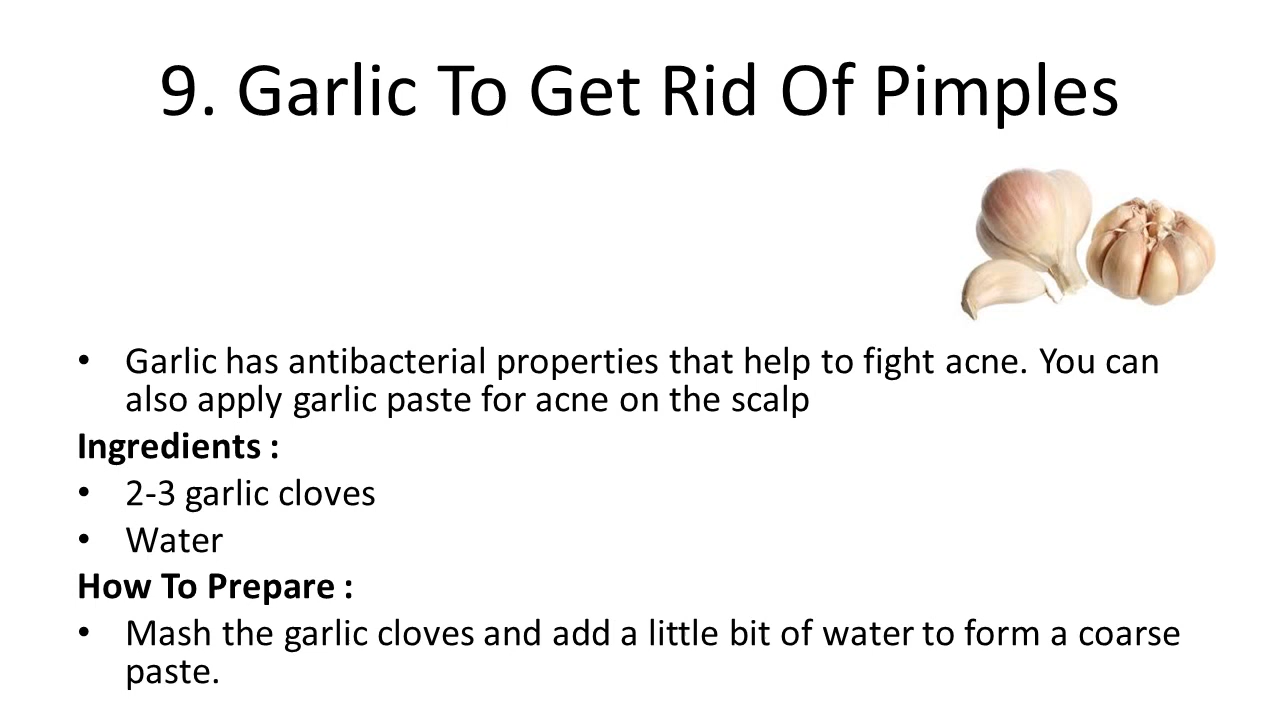 9. Garlic To Get Rid Of Pimples
• Garlic has antibacterial properties that help to fight acne. You can
also apply garlic paste for acne on the scalp
Ingredients :
• 2-3 garlic cloves
• Water
How To Prepare :
• Mash the garlic cloves and add a little bit of water to form a coarse
paste.